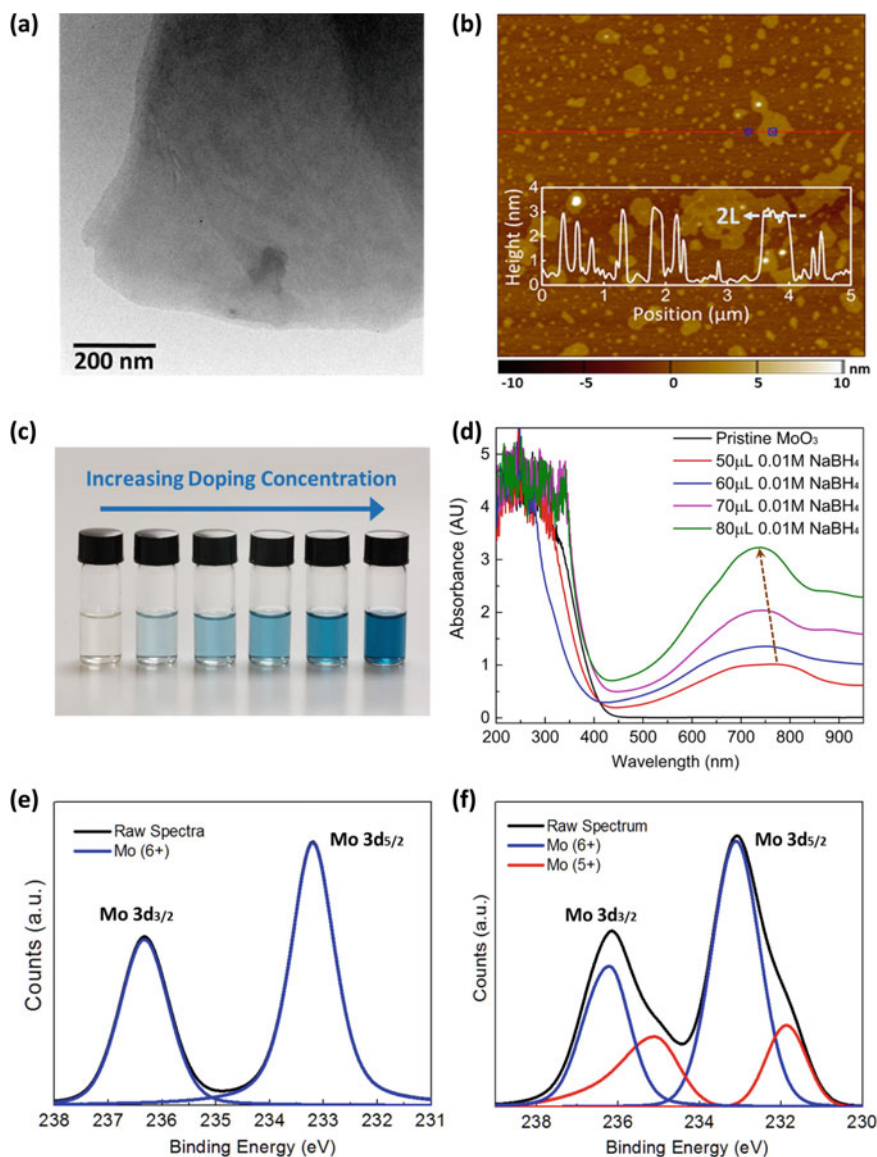 (a)
200 nm
(b)
Height (nm)
4
3
2
1
0
2L
0 1 2 3 4 5
Position (µm)
-10 -5 0 5 10 nm
(c)
Increasing Doping Concentration
(d)
Absorbance (AU)
5
4
3
2
1
0
Pristine MoO₃
50µL 0.01M NaBH₄
60µL 0.01M NaBH₄
70µL 0.01M NaBH₄
80µL 0.01M NaBH₄
200 300 400 500 600 700 800 900
Wavelength (nm)
(e)
Counts (a.u.)
Raw Spectra
Mo (6+)
Mo 3d5/2
Mo 3d3/2
238 237 236 235 234 233 232 231
Binding Energy (eV)
(f)
Counts (a.u.)
Raw Spectrum
Mo (6+)
Mo (5+)
Mo 3d5/2
Mo 3d3/2
238 236 234 232 230
Binding Energy (eV)